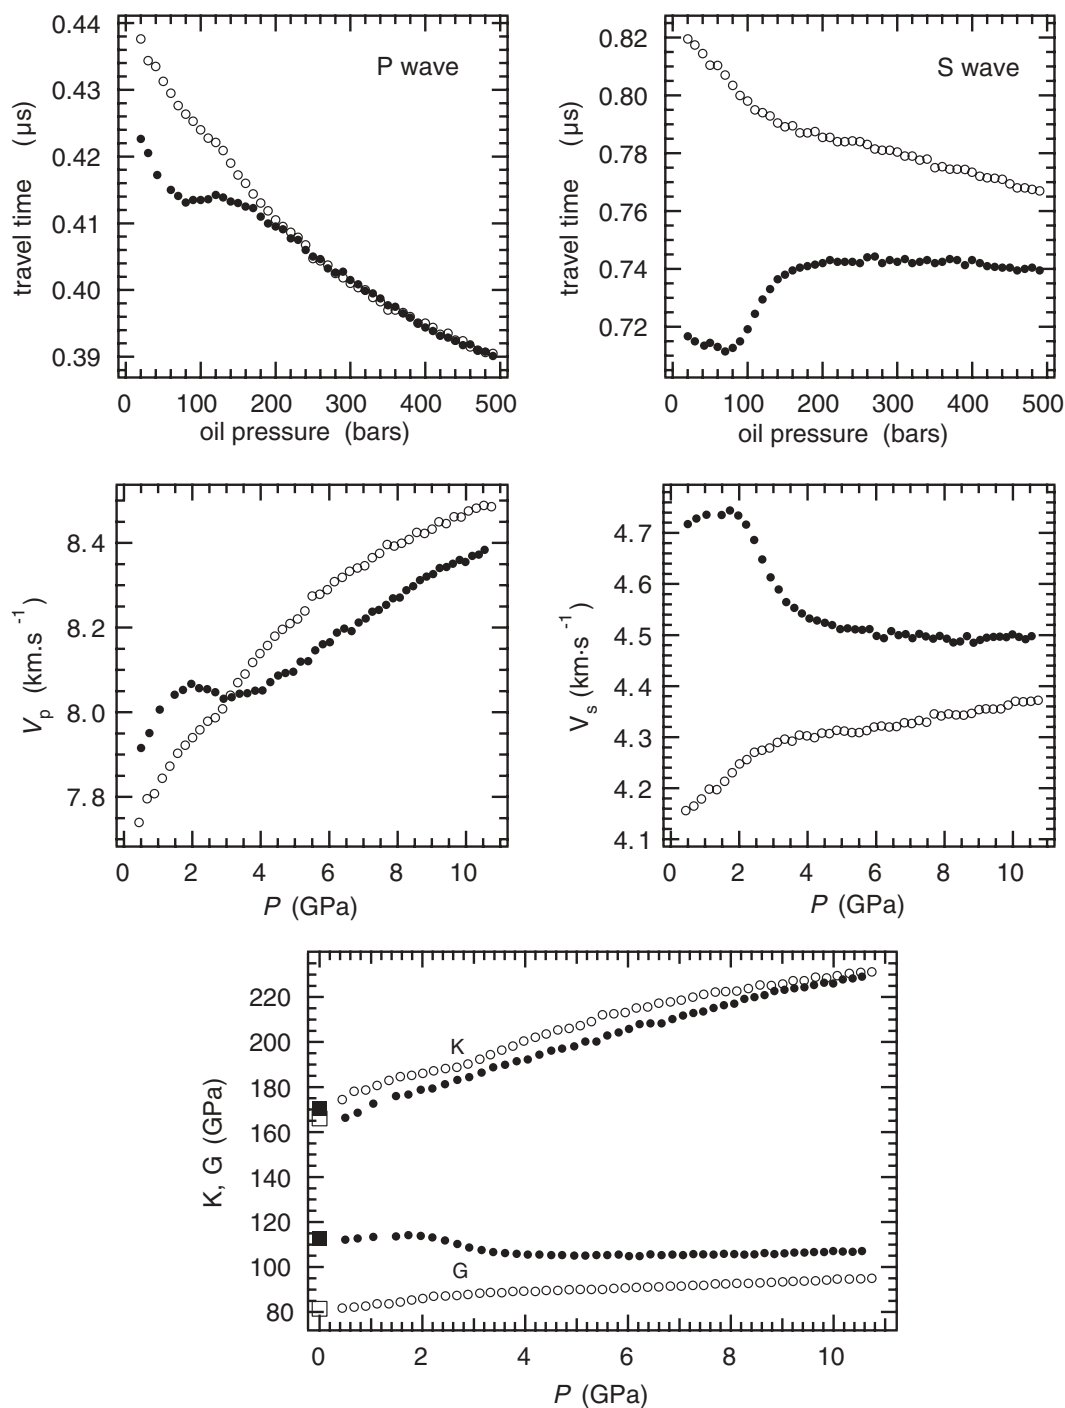 0.44
0.43
0.42
0.41
0.40
0.39
travel time (μs)
P wave
0 100 200 300 400 500
oil pressure (bars)
0.82
0.80
0.78
0.76
0.74
0.72
travel time (μs)
S wave
0 100 200 300 400 500
oil pressure (bars)
8.4
8.2
8.0
7.8
Vp (km.s-1)
0 2 4 6 8 10
P (GPa)
4.7
4.6
4.5
4.4
4.3
4.2
4.1
Vs (km·s-1)
0 2 4 6 8 10
P (GPa)
220
200
180
160
140
120
100
80
K, G (GPa)
K
G
0 2 4 6 8 10
P (GPa)